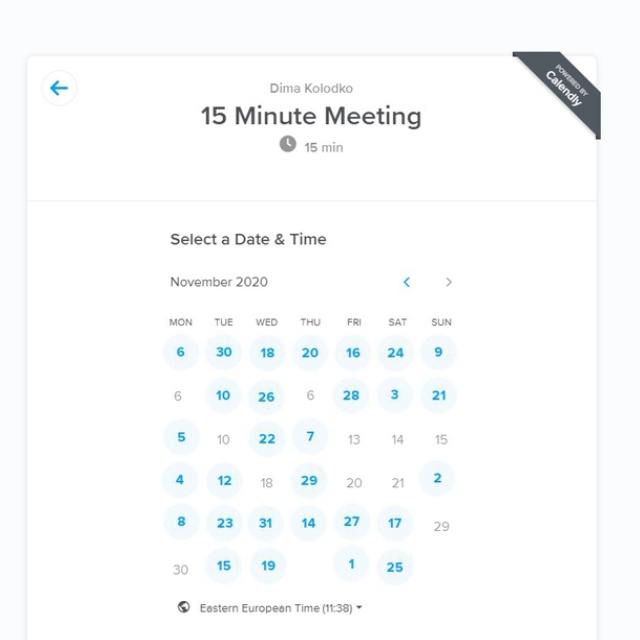 POWERED BY
Calendly
Dima Kolodko
15 Minute Meeting
15 min
Select a Date & Time
November 2020
MON TUE WED THU FRI SAT SUN
6 30 18 20 16 24 9
6 10 26 6 28 3 21
5 10 22 7 13 14 15
4 12 18 29 20 21 2
8 23 31 14 27 17 29
30 15 19 1 25
Eastern European Time (11:38)